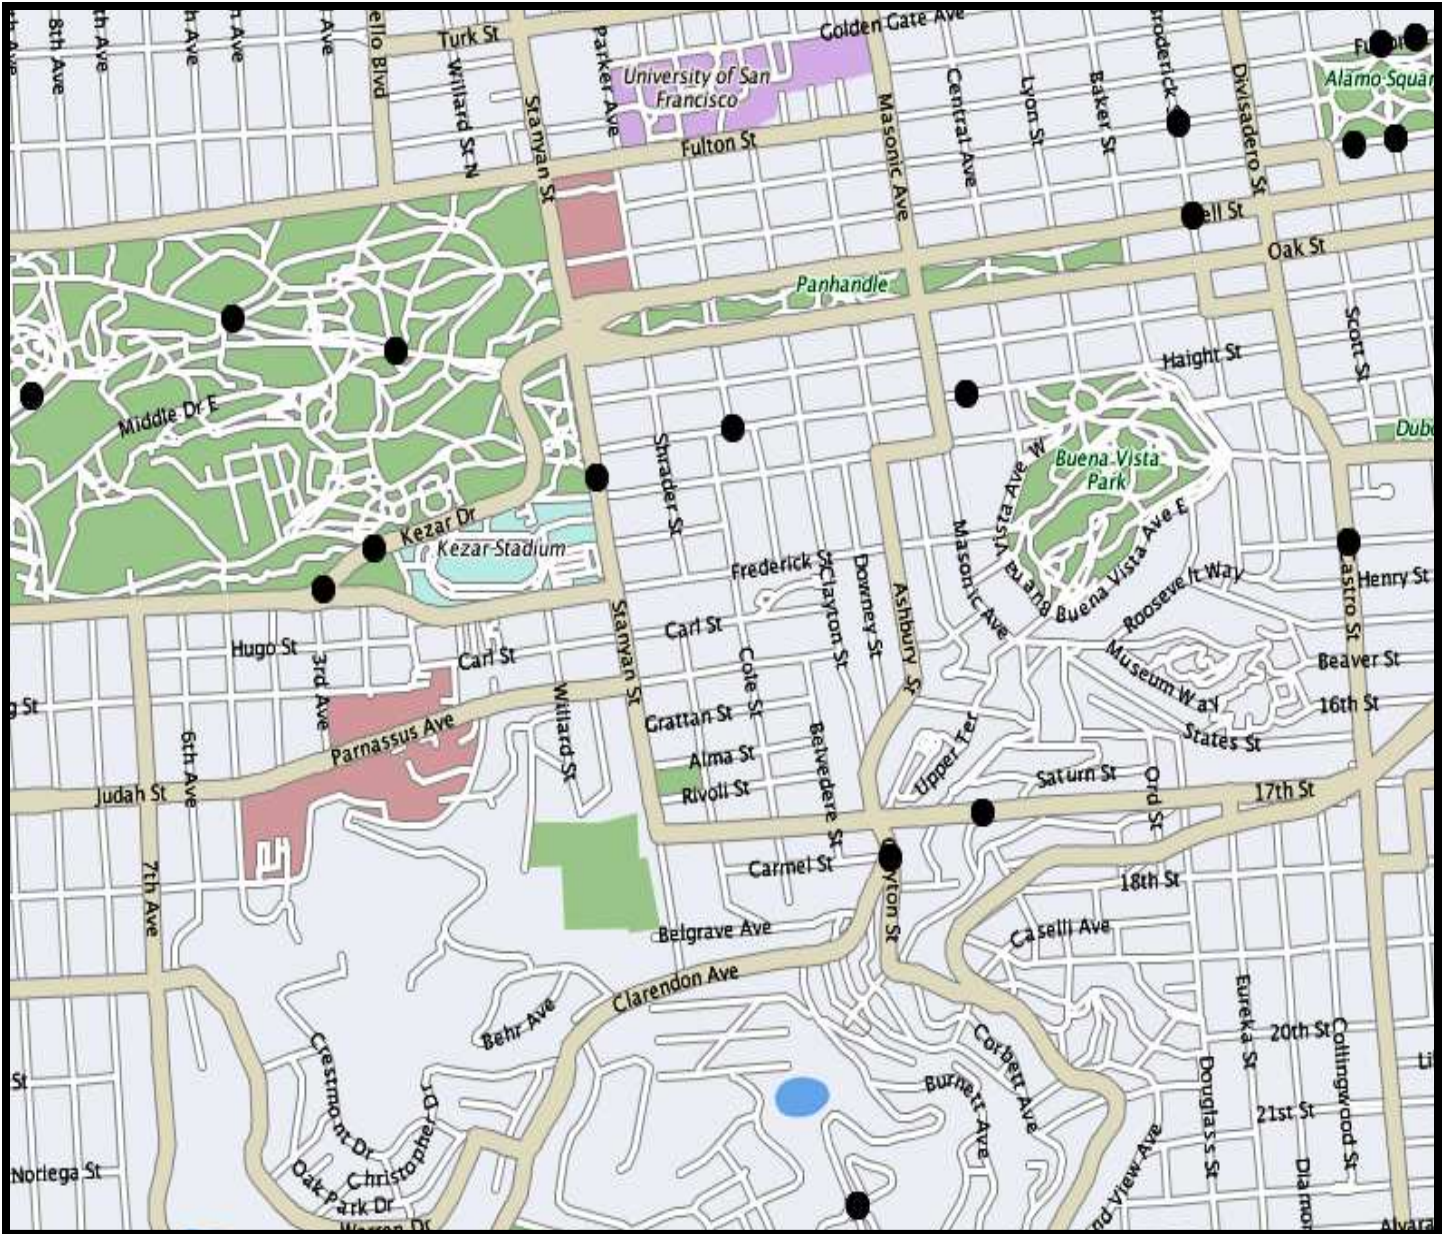 8th Ave
Ave
Turk St
Willard St N
Stanyan St
Parker Ave
University of San
Francisco
Golden Gate Ave
Fulton St
Masonic Ave
Central Ave
Lyon St
Baker St
Divisadero St
Oak St
Panhandle
Haight St
Scott St
Middle Dr E
Kezar Dr
Kezar Stadium
Shrader St
Buena Vista
Park
Buena Vista Ave W
Buena Vista Ave E
Frederick St
Clayton St
Downey St
Ashbury St
Masonic Ave
Roosevelt Way
Henry St
Hugo St
3rd Ave
Carl St
Stanyan St
Carl St
Cole St
Museum Way
Beaver St
16th St
States St
Parnassus Ave
Willard St
Grattan St
Alma St
Rivoli St
Belvedere St
Upper Ter
Saturn St
Ord St
17th St
6th Ave
Judah St
7th Ave
Carmel St
18th St
Belgrave Ave
Caselli Ave
Clarendon Ave
Behr Ave
Eureka St
20th St
Collingwood St
Crestmont Dr
Christopher Dr
Corbett Ave
Burnett Ave
Douglass St
21st St
Noriega St
Oak Park Dr
Warren Dr